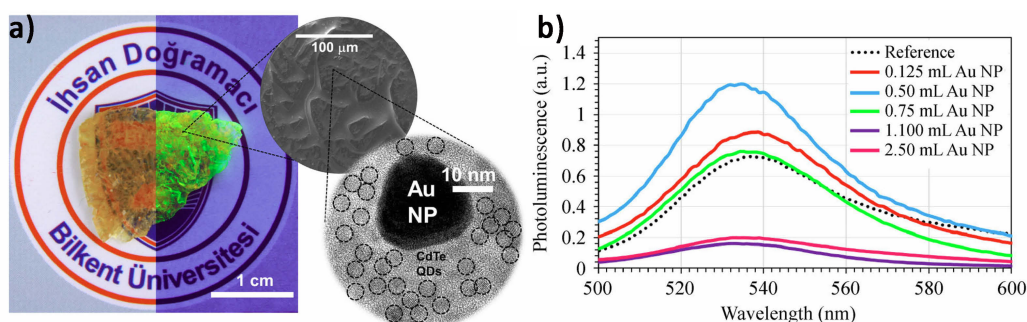 a)
İhsan Doğramacı
Bilkent Üniversitesi
1 cm
100 μm
10 nm
Au
NP
CdTe
QDs
b)
Photoluminescence (a.u.)
1.4
1.2
1
0.8
0.6
0.4
0.2
0
500
520
540
560
580
600
Wavelength (nm)
Reference
0.125 mL Au NP
0.50 mL Au NP
0.75 mL Au NP
1.100 mL Au NP
2.50 mL Au NP